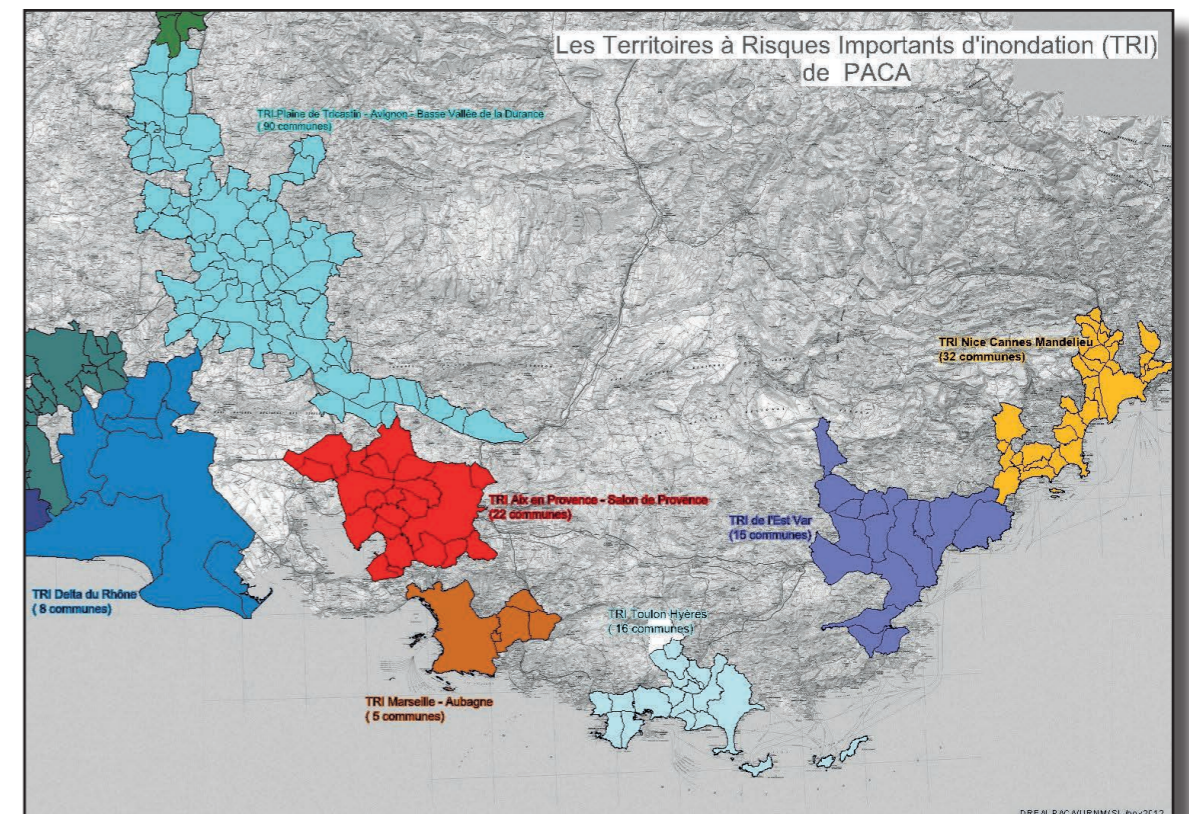 Les Territoires à Risques Importants d'inondation (TRI)
de PACA
TRI Plaine de Tricastin - Avignon - Basse Vallée de la Durance
( 90 communes)
TRI Nice Cannes Mandelieu
(32 communes)
TRI Aix en Provence - Salon de Provence
(22 communes)
TRI de l'Est Var
(15 communes)
TRI Delta du Rhône
( 8 communes)
TRI Toulon Hyères
( 16 communes)
TRI Marseille - Aubagne
( 5 communes)